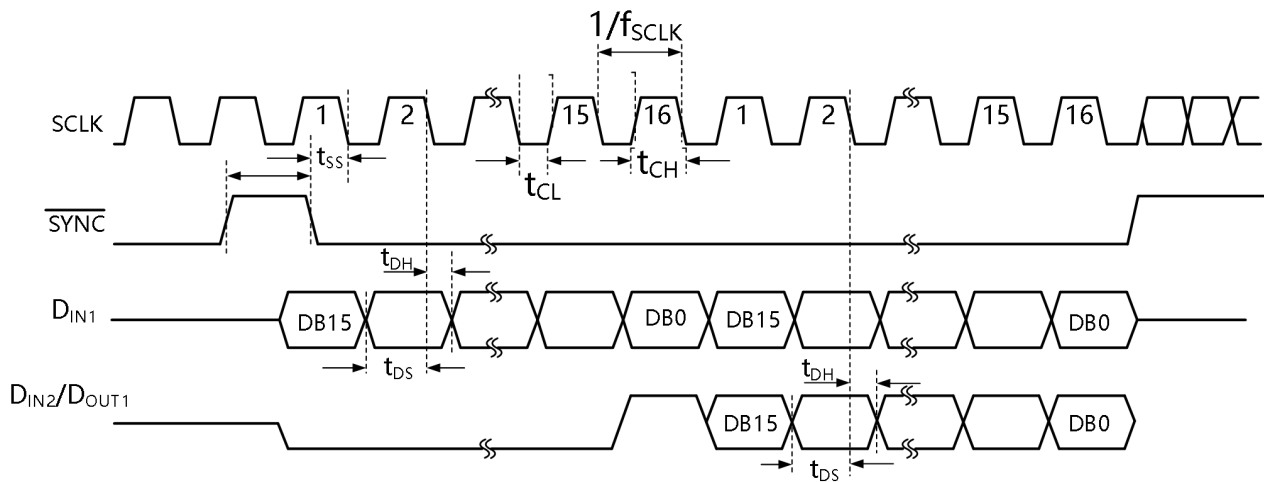 1/fSCLK
SCLK 1 2 15 16 1 2 15 16
tSS tCL tCH
SYNC
tDH
DIN1 DB15 DB0 DB15 DB0
tDS tDH
DIN2/DOUT1 DB15 DB0
tDS